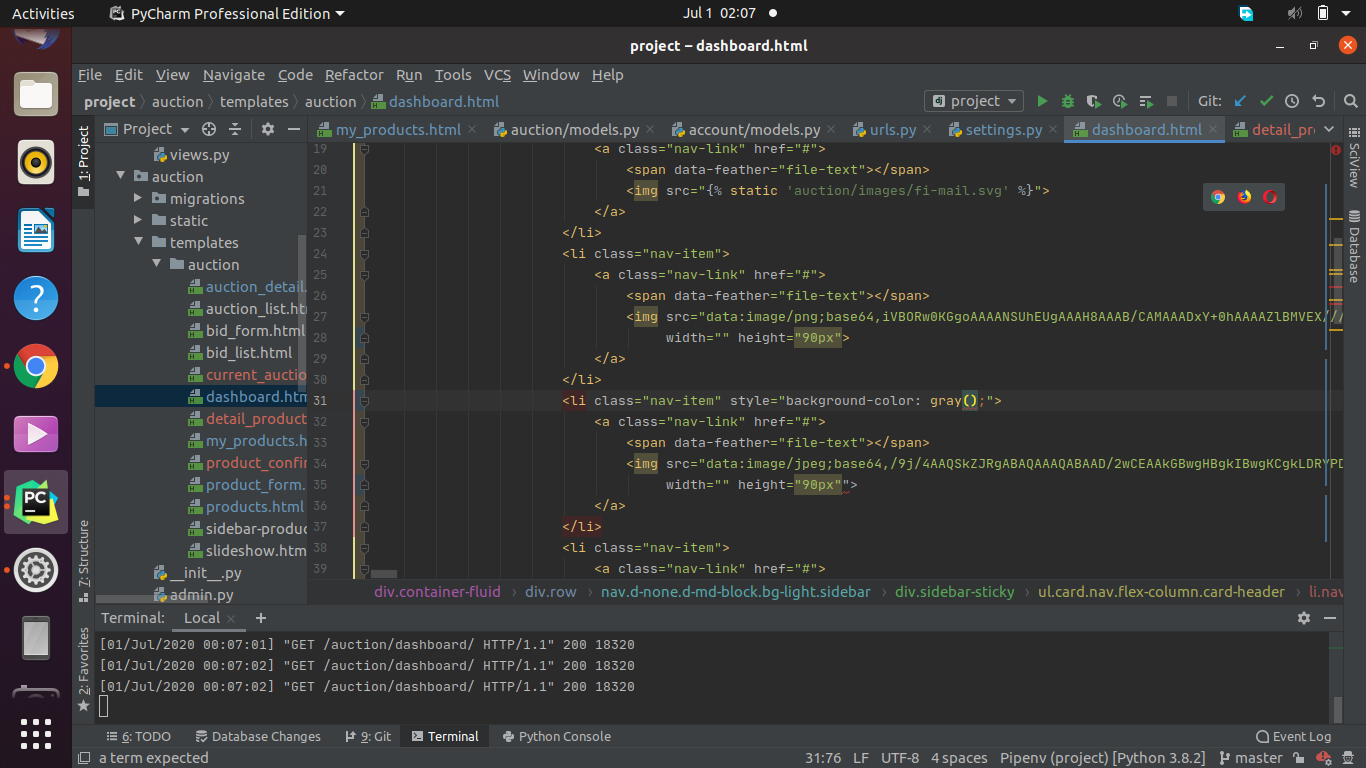 Activities PyCharm Professional Edition Jul 1 02:07
project – dashboard.html
File Edit View Navigate Code Refactor Run Tools VCS Window Help
project auction templates auction dashboard.html project Git:
1: Project
7: Structure
2: Favorites
Project
views.py
auction
migrations
static
templates
auction
auction_detail.
auction_list.ht
bid_form.html
bid_list.html
current_auctio
dashboard.htm
detail_product
my_products.h
product_confir
product_form.
products.html
sidebar-produc
slideshow.htm
__init__.py
admin.py
my_products.html auction/models.py account/models.py urls.py settings.py dashboard.html detail_pr
19 <a class="nav-link" href="#">
20 <span data-feather="file-text"></span>
21 <img src="{% static 'auction/images/fi-mail.svg' %}">
22 </a>
23 </li>
24 <li class="nav-item">
25 <a class="nav-link" href="#">
26 <span data-feather="file-text"></span>
27 <img src="data:image/png;base64,iVBORw0KGgoAAAANSUhEUgAAAH8AAAB/CAMAAADxY+0hAAAAZlBMVEX///
28 width="" height="90px">
29 </a>
30 </li>
31 <li class="nav-item" style="background-color: gray();">
32 <a class="nav-link" href="#">
33 <span data-feather="file-text"></span>
34 <img src="data:image/jpeg;base64,/9j/4AAQSkZJRgABAQAAAQABAAD/2wCEAAkGBwgHBgkIBwgKCgkLDRYPD
35 width="" height="90px"">
36 </a>
37 </li>
38 <li class="nav-item">
39 <a class="nav-link" href="#">
div.container-fluid div.row nav.d-none.d-md-block.bg-light.sidebar div.sidebar-sticky ul.card.nav.flex-column.card-header li.nav
SciView
Database
Terminal: Local
[01/Jul/2020 00:07:01] "GET /auction/dashboard/ HTTP/1.1" 200 18320
[01/Jul/2020 00:07:02] "GET /auction/dashboard/ HTTP/1.1" 200 18320
[01/Jul/2020 00:07:02] "GET /auction/dashboard/ HTTP/1.1" 200 18320
6: TODO Database Changes 9: Git Terminal Python Console Event Log
a term expected 31:76 LF UTF-8 4 spaces Pipenv (project) [Python 3.8.2] master